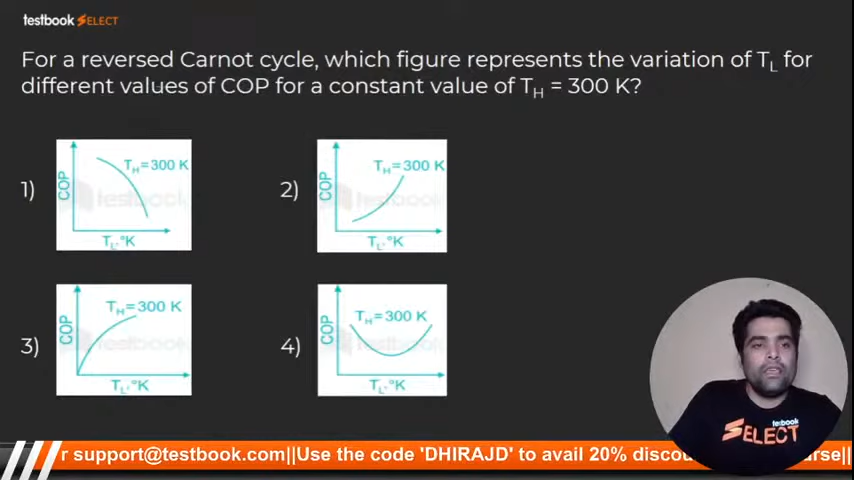 testbook SELECT
For a reversed Carnot cycle, which figure represents the variation of TL for
different values of COP for a constant value of TH = 300 K?
1)
COP
TH=300 K
TL, °K
2)
COP
TH=300 K
TL, °K
3)
COP
TH=300 K
TL, °K
4)
COP
TH=300 K
TL, °K
testbook
SELECT
r support@testbook.com||Use the code 'DHIRAJD' to avail 20% discou
rse||